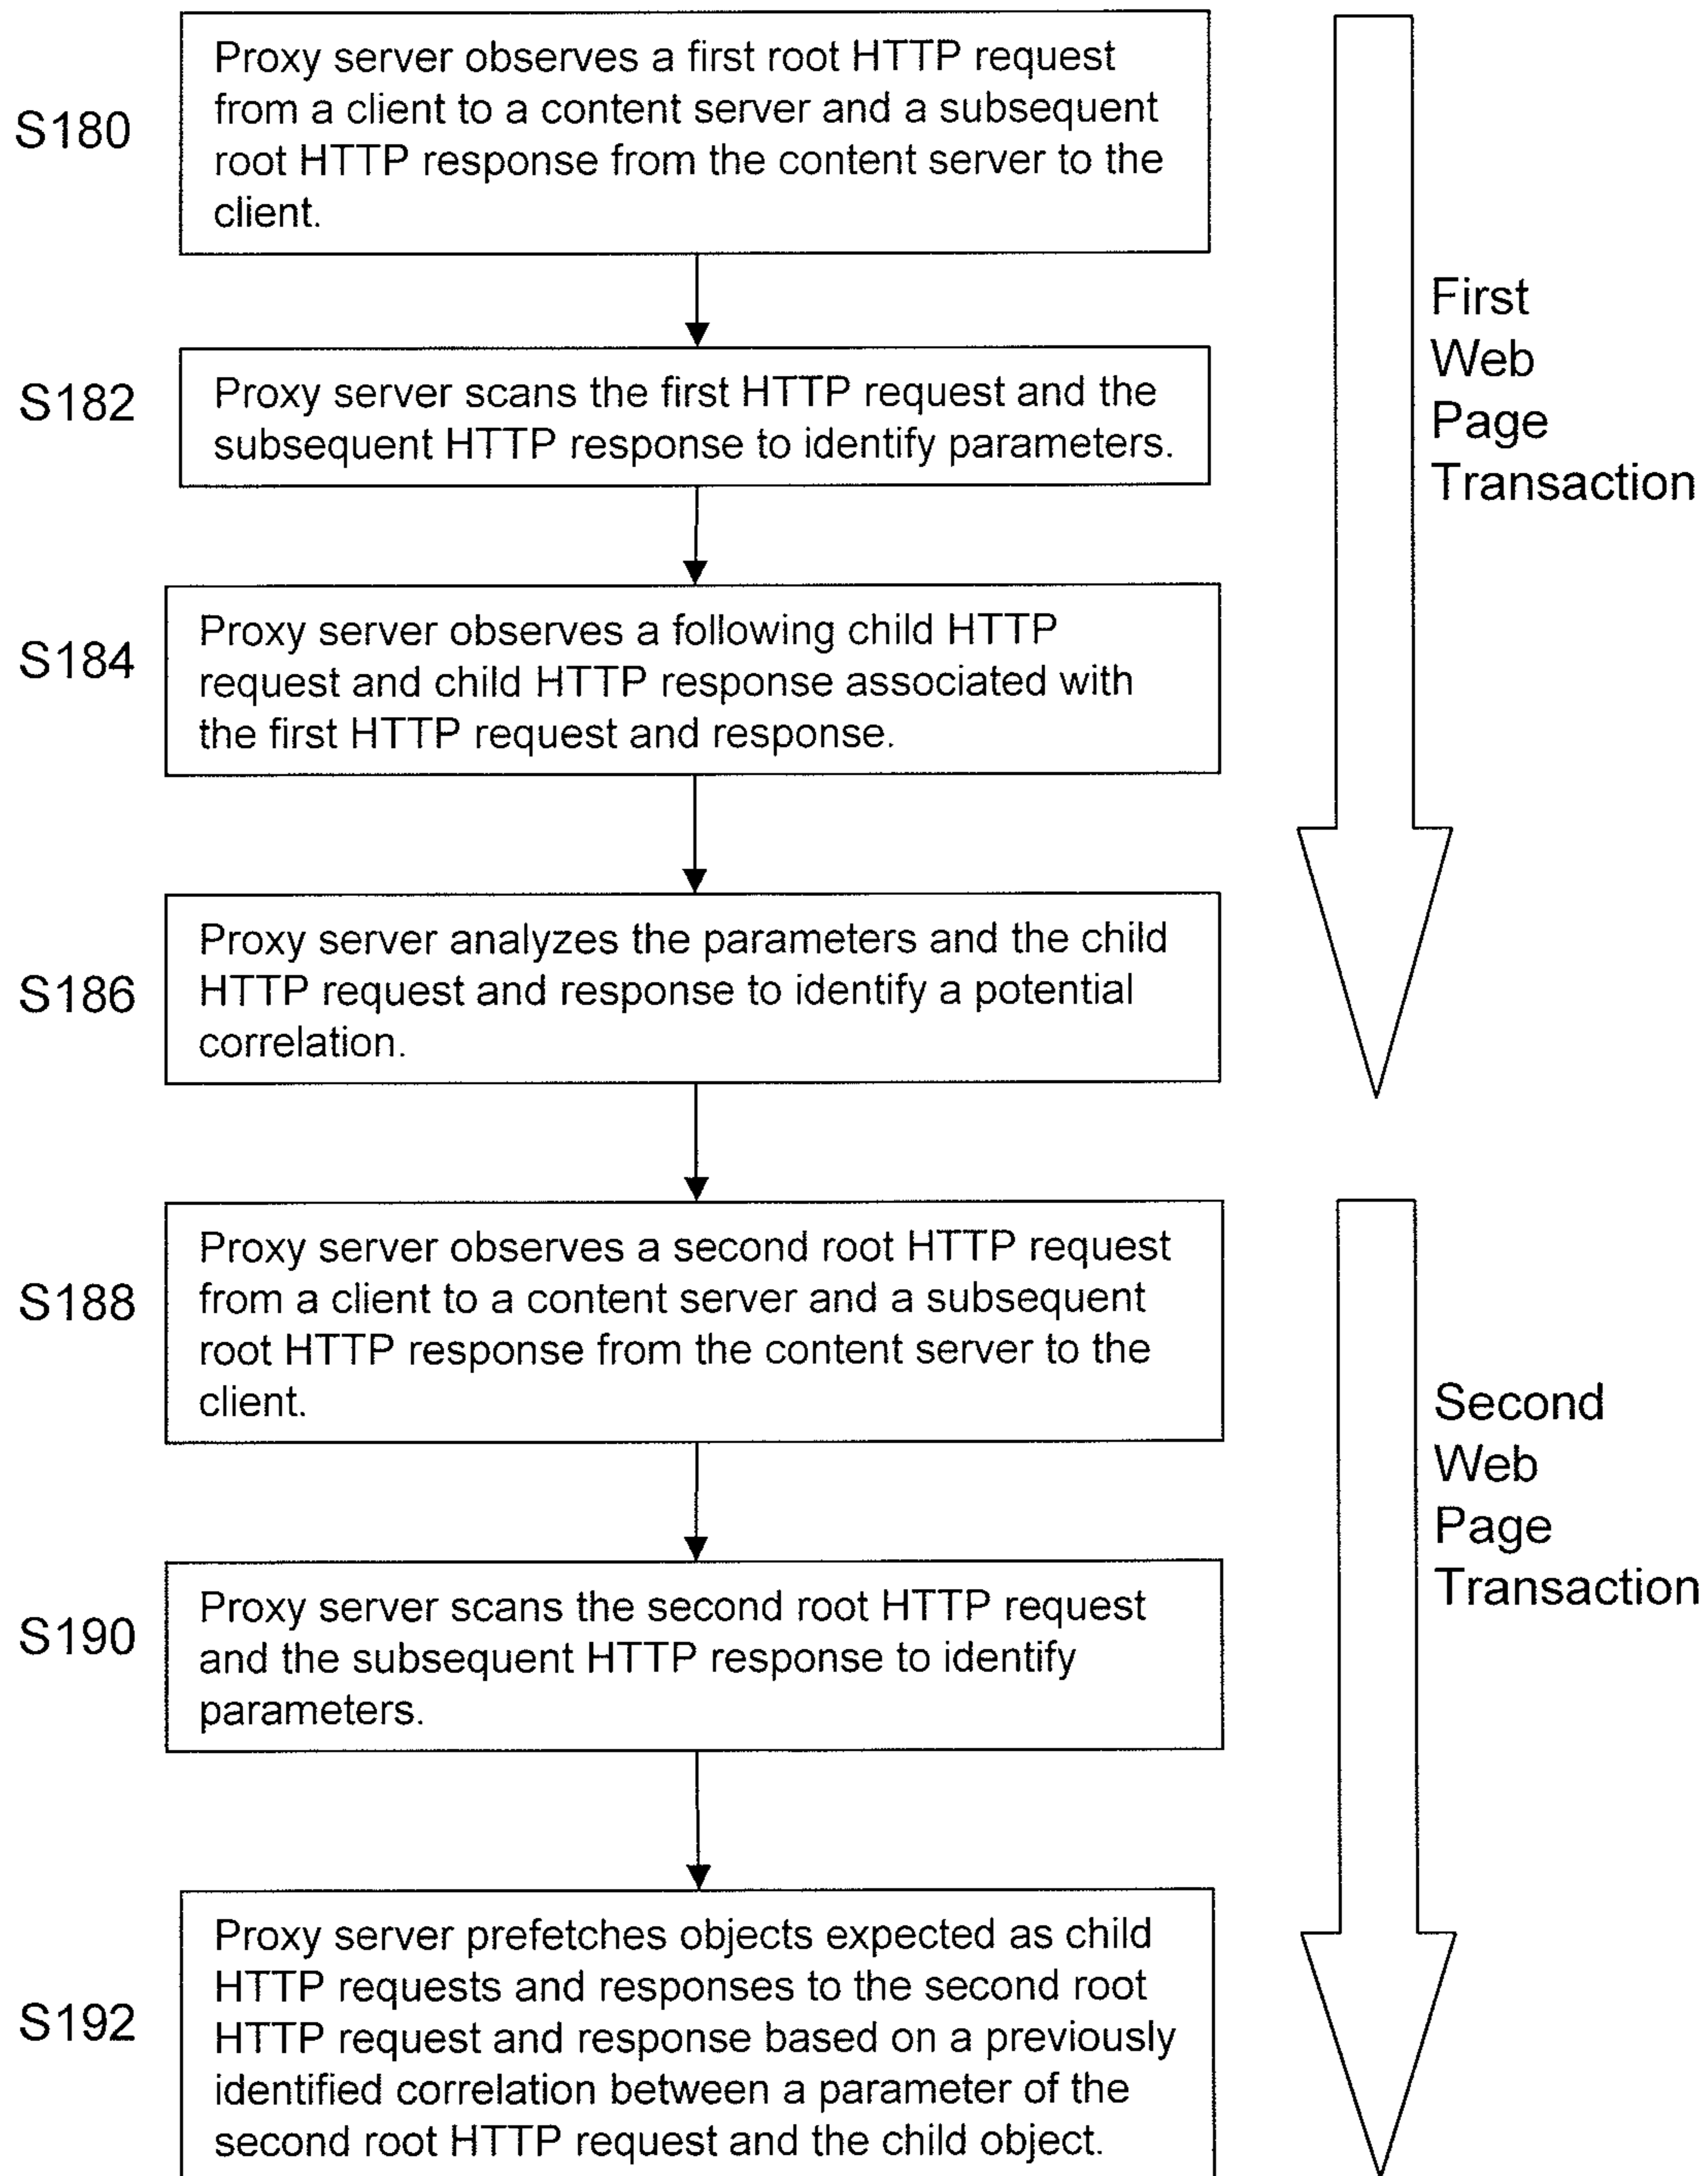 S180
Proxy server observes a first root HTTP request
from a client to a content server and a subsequent
root HTTP response from the content server to the
client.
S182
Proxy server scans the first HTTP request and the
subsequent HTTP response to identify parameters.
S184
Proxy server observes a following child HTTP
request and child HTTP response associated with
the first HTTP request and response.
S186
Proxy server analyzes the parameters and the child
HTTP request and response to identify a potential
correlation.
First
Web
Page
Transaction
S188
Proxy server observes a second root HTTP request
from a client to a content server and a subsequent
root HTTP response from the content server to the
client.
S190
Proxy server scans the second root HTTP request
and the subsequent HTTP response to identify
parameters.
S192
Proxy server prefetches objects expected as child
HTTP requests and responses to the second root
HTTP request and response based on a previously
identified correlation between a parameter of the
second root HTTP request and the child object.
Second
Web
Page
Transaction